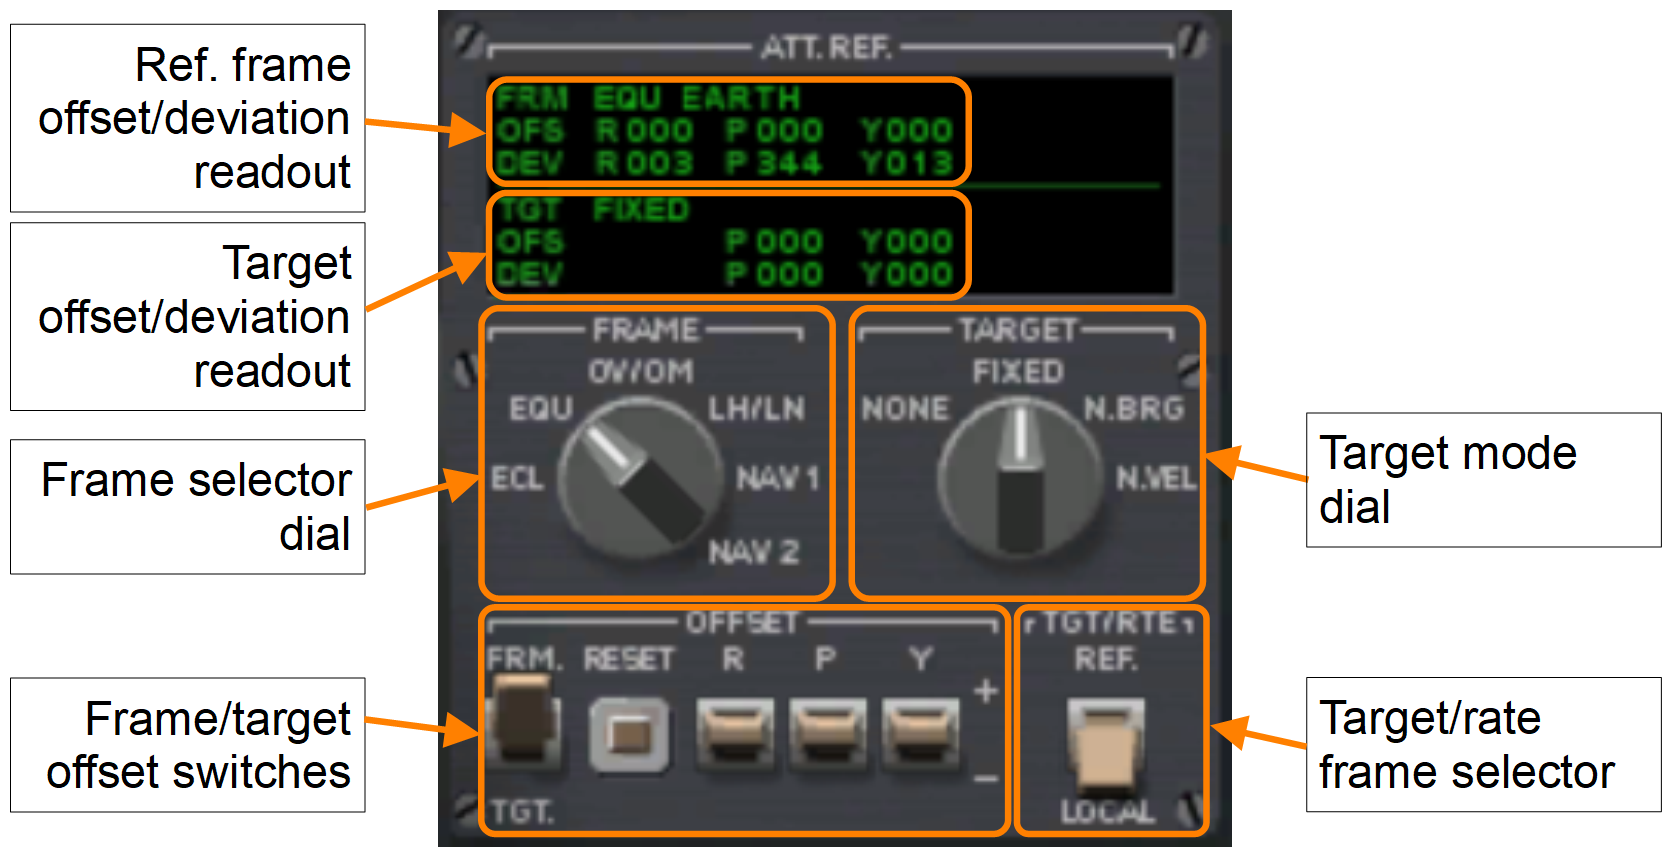 Ref. frame
offset/deviation
readout
Target
offset/deviation
readout
Frame selector
dial
Frame/target
offset switches
ATT. REF.
FRM EQU EARTH
OFS R000 P000 Y000
DEV R003 P344 Y013
TGT FIXED
OFS P000 Y000
DEV P000 Y000
FRAME
OV/OM
EQU LH/LN
ECL NAV 1
NAV 2
TARGET
FIXED
NONE N.BRG
N.VEL
OFFSET
FRM. RESET R P Y
+
−
TGT.
TGT/RTE
REF.
LOCAL
Target mode
dial
Target/rate
frame selector